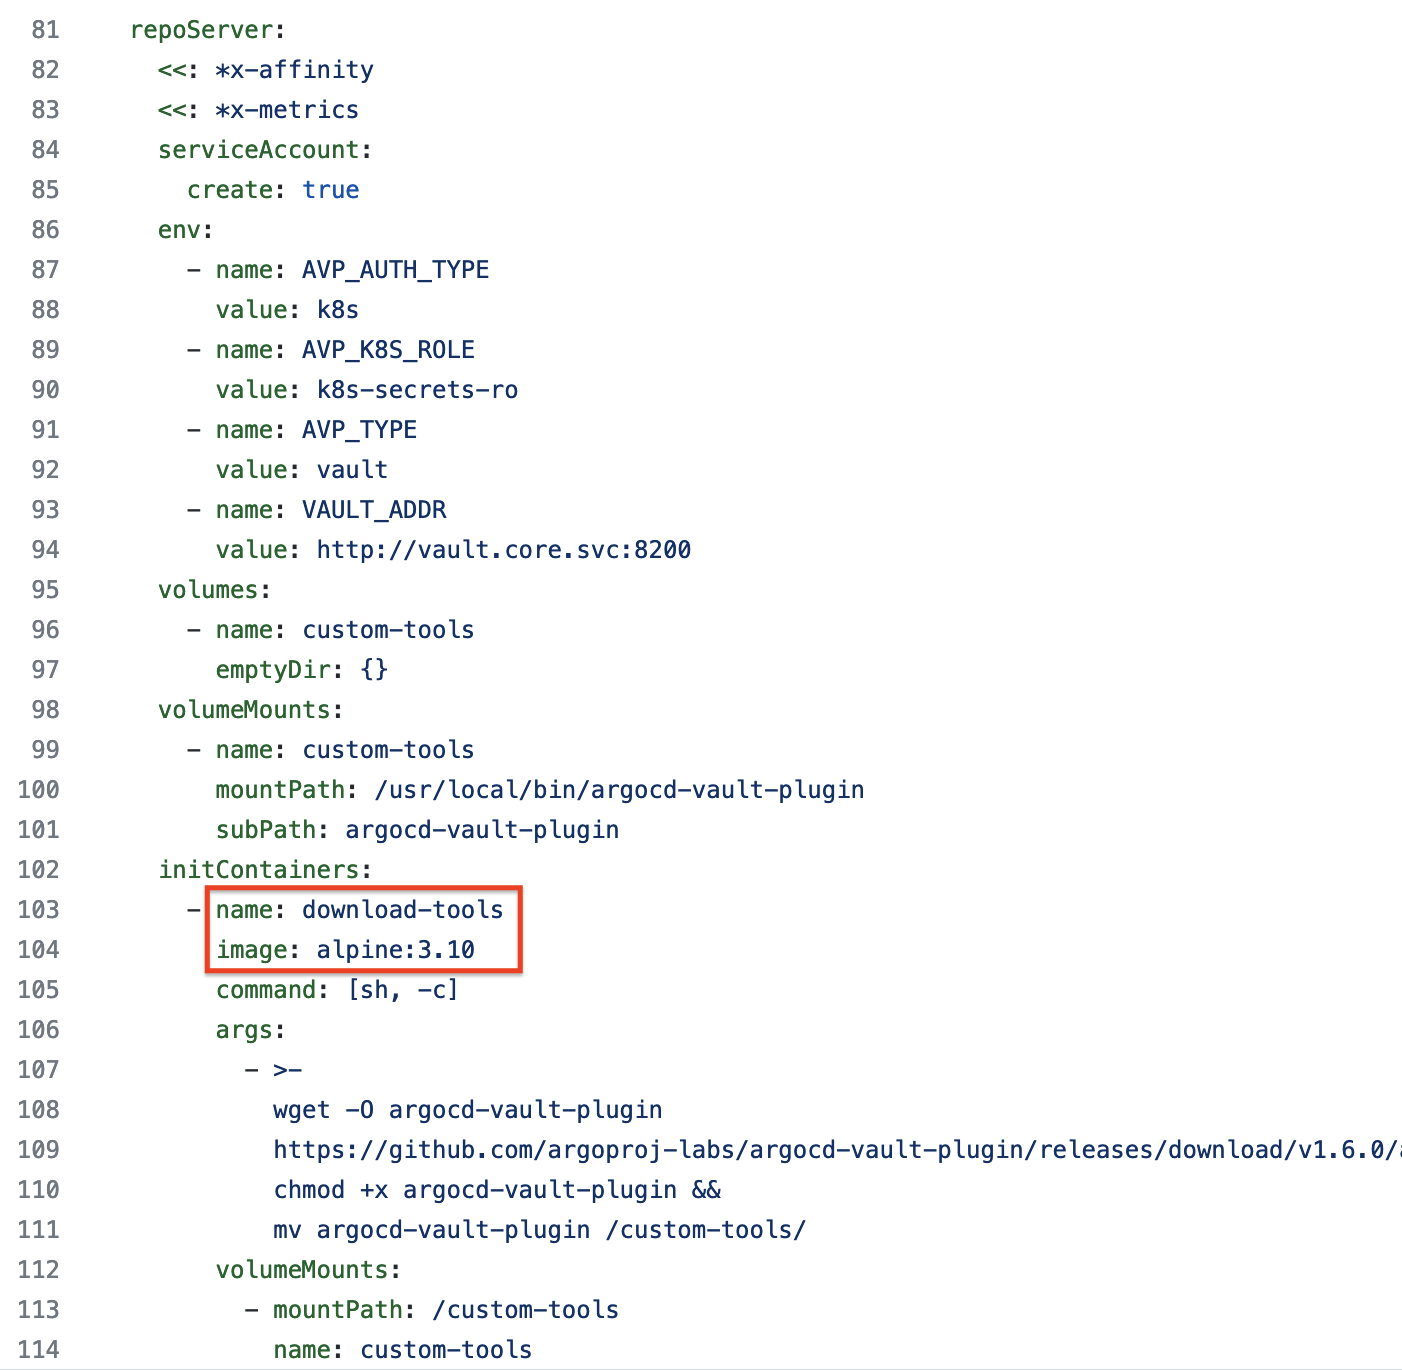 81 repoServer:
82 <<: *x-affinity
83 <<: *x-metrics
84 serviceAccount:
85 create: true
86 env:
87 - name: AVP_AUTH_TYPE
88 value: k8s
89 - name: AVP_K8S_ROLE
90 value: k8s-secrets-ro
91 - name: AVP_TYPE
92 value: vault
93 - name: VAULT_ADDR
94 value: http://vault.core.svc:8200
95 volumes:
96 - name: custom-tools
97 emptyDir: {}
98 volumeMounts:
99 - name: custom-tools
100 mountPath: /usr/local/bin/argocd-vault-plugin
101 subPath: argocd-vault-plugin
102 initContainers:
103 - name: download-tools
104 image: alpine:3.10
105 command: [sh, -c]
106 args:
107 - >-
108 wget -O argocd-vault-plugin
109 https://github.com/argoproj-labs/argocd-vault-plugin/releases/download/v1.6.0/
110 chmod +x argocd-vault-plugin &&
111 mv argocd-vault-plugin /custom-tools/
112 volumeMounts:
113 - mountPath: /custom-tools
114 name: custom-tools